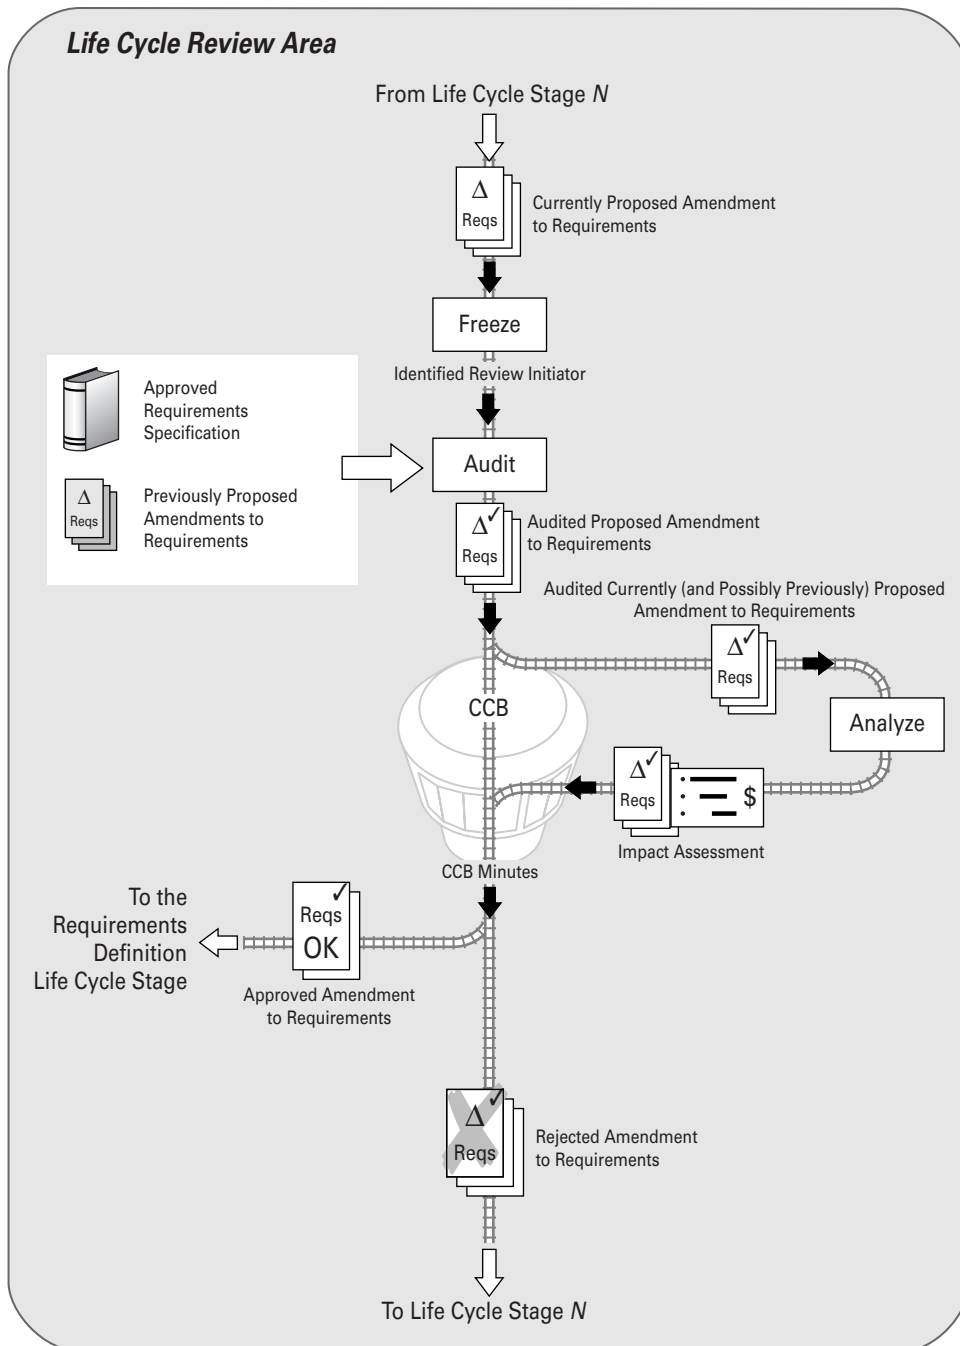 Life Cycle Review Area
From Life Cycle Stage N
Δ
Reqs
Currently Proposed Amendment
to Requirements
Freeze
Identified Review Initiator
Approved
Requirements
Specification
Δ
Reqs
Previously Proposed
Amendments to
Requirements
Audit
Δ✓
Reqs
Audited Proposed Amendment
to Requirements
Audited Currently (and Possibly Previously) Proposed
Amendment to Requirements
Δ✓
Reqs
CCB
Analyze
Δ✓
Reqs
$
Impact Assessment
CCB Minutes
To the
Requirements
Definition
Life Cycle Stage
✓
Reqs
OK
Approved Amendment
to Requirements
Δ✓
Reqs
Rejected Amendment
to Requirements
To Life Cycle Stage N